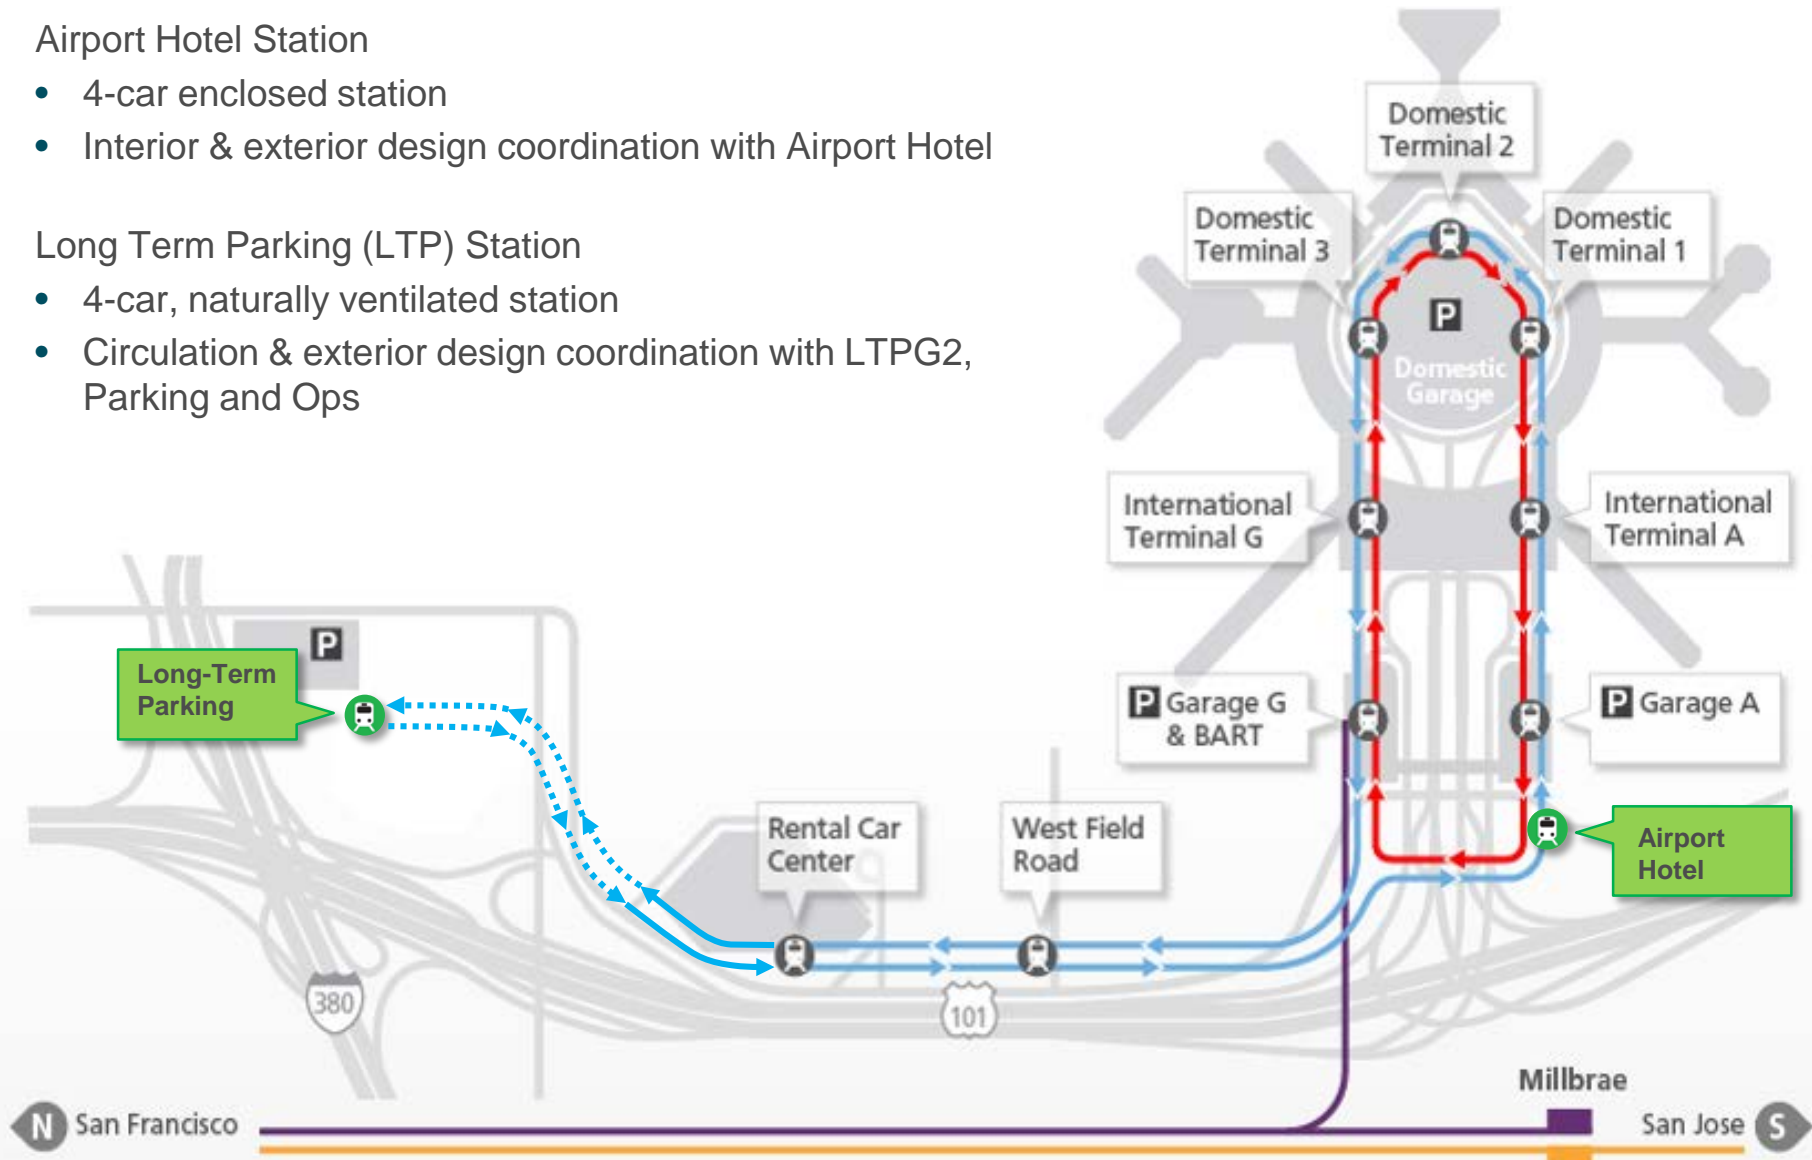 Airport Hotel Station
• 4-car enclosed station
• Interior & exterior design coordination with Airport Hotel
Long Term Parking (LTP) Station
• 4-car, naturally ventilated station
• Circulation & exterior design coordination with LTPG2,
Parking and Ops
Domestic
Terminal 2
Domestic
Terminal 3
Domestic
Terminal 1
P
Domestic
Garage
International
Terminal G
International
Terminal A
P
Long-Term
Parking
P Garage G
& BART
P Garage A
Rental Car
Center
West Field
Road
Airport
Hotel
380
101
Millbrae
N San Francisco
San Jose S